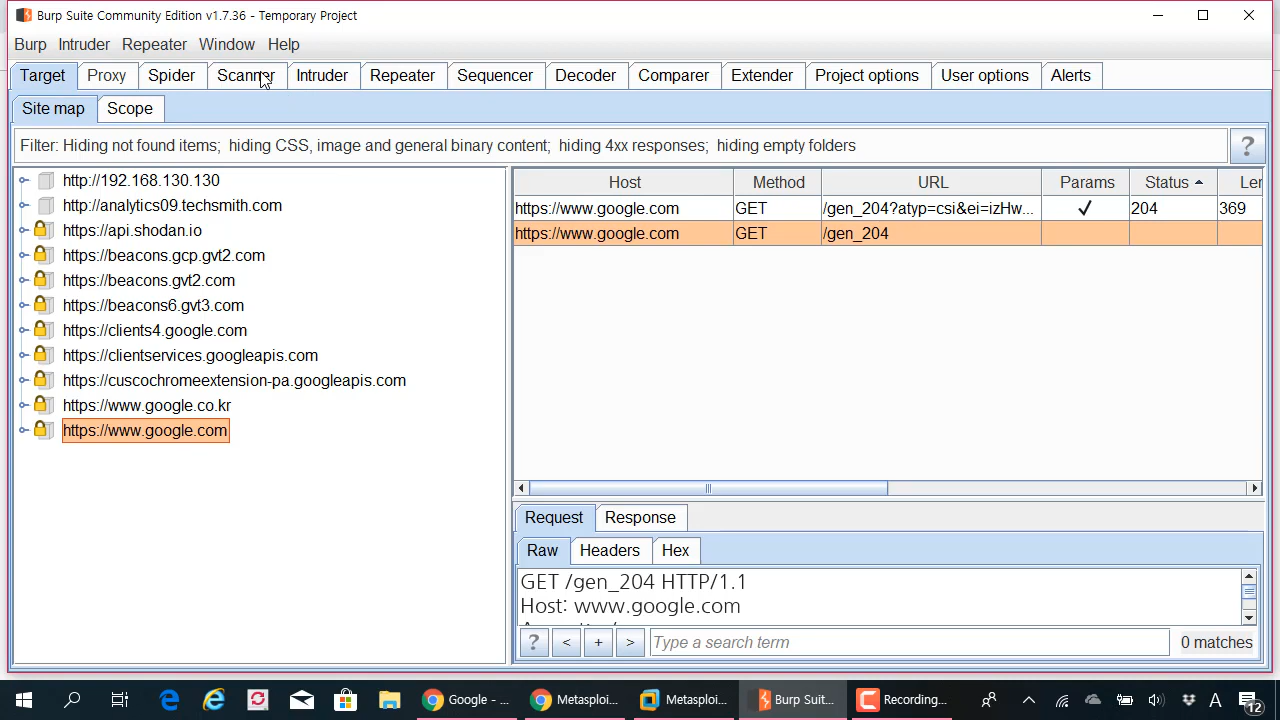 Burp Suite Community Edition v1.7.36 - Temporary Project
Burp Intruder Repeater Window Help
Target Proxy Spider Scanner Intruder Repeater Sequencer Decoder Comparer Extender Project options User options Alerts
Site map Scope
Filter: Hiding not found items; hiding CSS, image and general binary content; hiding 4xx responses; hiding empty folders ?
http://192.168.130.130
http://analytics09.techsmith.com
https://api.shodan.io
https://beacons.gcp.gvt2.com
https://beacons.gvt2.com
https://beacons6.gvt3.com
https://clients4.google.com
https://clientservices.googleapis.com
https://cuscochromeextension-pa.googleapis.com
https://www.google.co.kr
https://www.google.com
Host Method URL Params Status Ler
https://www.google.com GET /gen_204?atyp=csi&ei=izHw... ✓ 204 369
https://www.google.com GET /gen_204
Request Response
Raw Headers Hex
GET /gen_204 HTTP/1.1
Host: www.google.com
? < + > Type a search term 0 matches
Google - ... Metasploi... Metasploi... Burp Suit... Recording... A 12